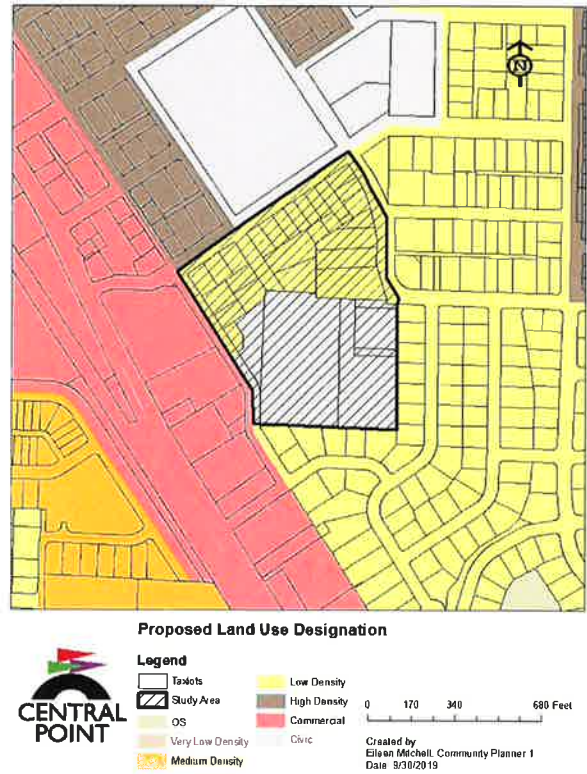 N
Proposed Land Use Designation
Legend
Taxlots
Study Area
OS
Very Low Density
Medium Density
Low Density
High Density
Commercial
Civic
0 170 340 680 Feet
CENTRAL
POINT
Created by
Eileen Mitchell, Community Planner 1
Date 9/30/2019